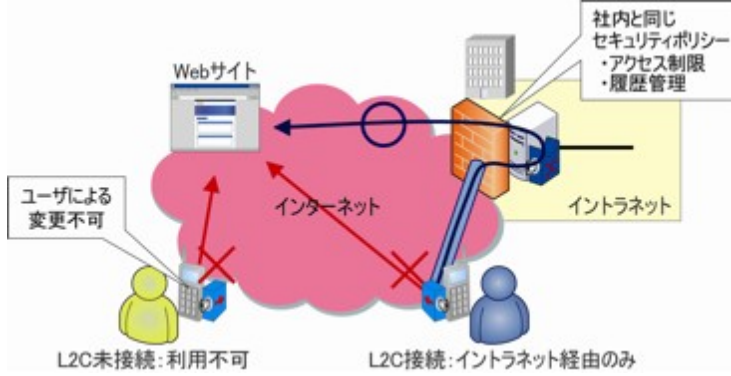 社内と同じ
セキュリティポリシー
・アクセス制限
・履歴管理
Webサイト
ユーザによる
変更不可
インターネット
イントラネット
L2C未接続：利用不可
L2C接続：イントラネット経由のみ